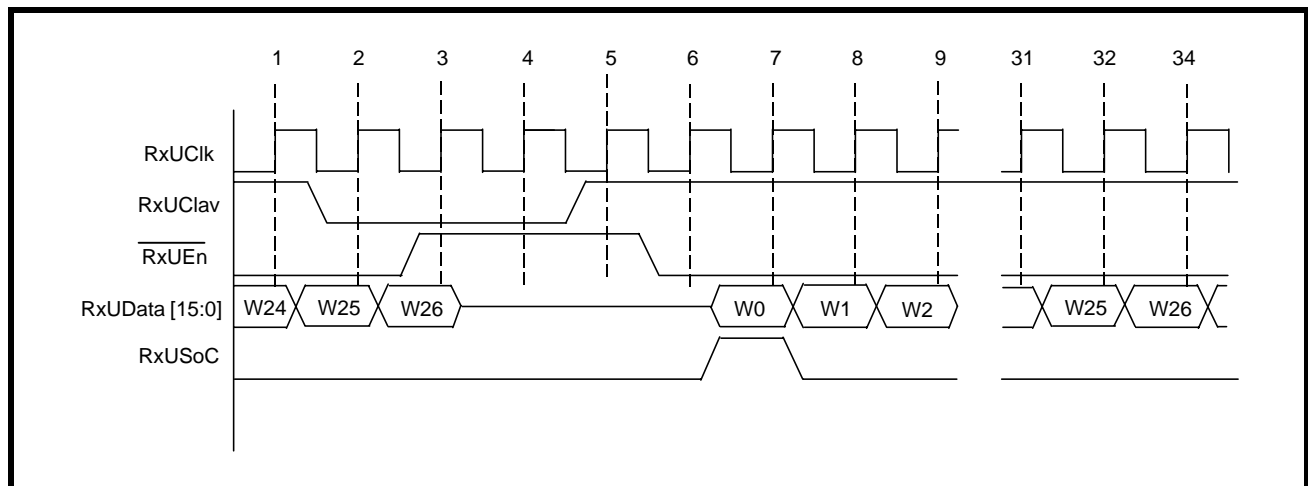 1 2 3 4 5 6 7 8 9 31 32 34
RxUClk
RxUClav
RxUEn
RxUData [15:0] W24 W25 W26 W0 W1 W2 W25 W26
RxUSoC